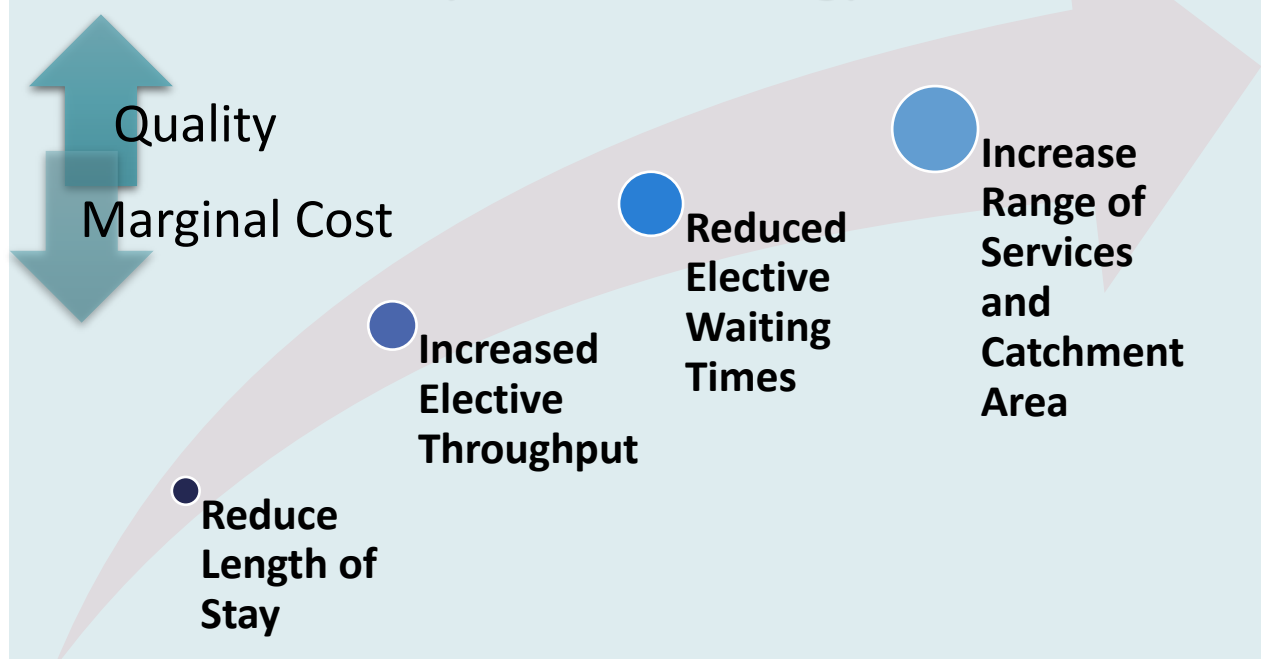 Quality
Marginal Cost
Reduce
Length of
Stay
Increased
Elective
Throughput
Reduced
Elective
Waiting
Times
Increase
Range of
Services
and
Catchment
Area